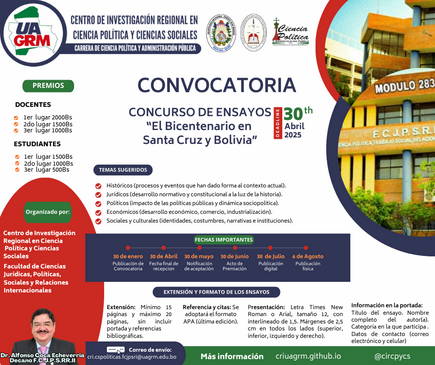 UA
GRM
CENTRO DE INVESTIGACIÓN REGIONAL EN
CIENCIA POLÍTICA Y CIENCIAS SOCIALES
CARRERA DE CIENCIA POLÍTICA Y ADMINISTRACIÓN PÚBLICA
Ciencia
Política
MODULO 283
F.C.J.P.S.R.I.
PREMIOS
DOCENTES
1er lugar 2000Bs
2do lugar 1500Bs
3er lugar 1000Bs
ESTUDIANTES
1er lugar 1500Bs
2do lugar 1000Bs
3er lugar 500Bs
CONVOCATORIA
CONCURSO DE ENSAYOS
"El Bicentenario en
Santa Cruz y Bolivia"
DEADLINE
30th
Abril
2025
TEMAS SUGERIDOS
Históricos (procesos y eventos que han dado forma al contexto actual).
Jurídicos (desarrollo normativo y constitucional a la luz de la historia).
Políticos (impacto de las políticas públicas y dinámica sociopolítica).
Económicos (desarrollo económico, comercio, industrialización).
Sociales y culturales (identidades, costumbres, narrativas e instituciones).
Organizado por:
Centro de Investigación
Regional en Ciencia
Política y Ciencias
Sociales
Facultad de Ciencias
Jurídicas, Políticas,
Sociales y Relaciones
Internacionales
Dr. Alfonso Coca Echeverria
Decano F.C.J.P.S.RR.II
FECHAS IMPORTANTES
30 de enero
Publicación de
Convocatoria
30 de Abril
Fecha final de
recepcion
30 de mayo
Notificación
de aceptación
30 de Junio
Acto de
Premiación
30 de Julio
Publicación
digital
6 de Agosto
Publicación
física
EXTENSIÓN Y FORMATO DE LOS ENSAYOS
Extensión: Mínimo 15
páginas y máximo 20
páginas, sin incluir
portada y referencias
bibliográficas.
Referencia y citas: Se
adoptará el formato
APA (última edición).
Presentación: Letra Times New
Roman o Arial, tamaño 12, con
interlineado de 1,5. Márgenes de 2,5
cm en todos los lados (superior,
inferior, izquierdo y derecho).
Información en la portada:
Título del ensayo. Nombre
completo del autor(a).
Categoría en la que participa .
Datos de contacto (correo
electrónico y celular)
Correo de envío:
cri.cspoliticas.fcjpsri@uagrm.edu.bo
Más información
criuagrm.github.io
@circpycs